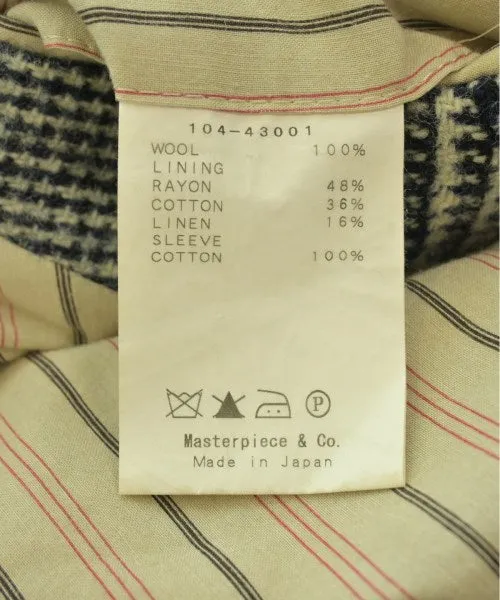 104-43001
WOOL 100%
LINING
RAYON 48%
COTTON 36%
LINEN 16%
SLEEVE
COTTON 100%
P
Masterpiece & Co.
Made in Japan